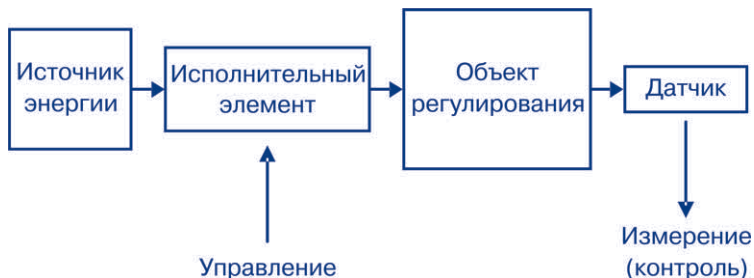 Источник
энергии
Исполнительный
элемент
Объект
регулирования
Датчик
Управление
Измерение
(контроль)